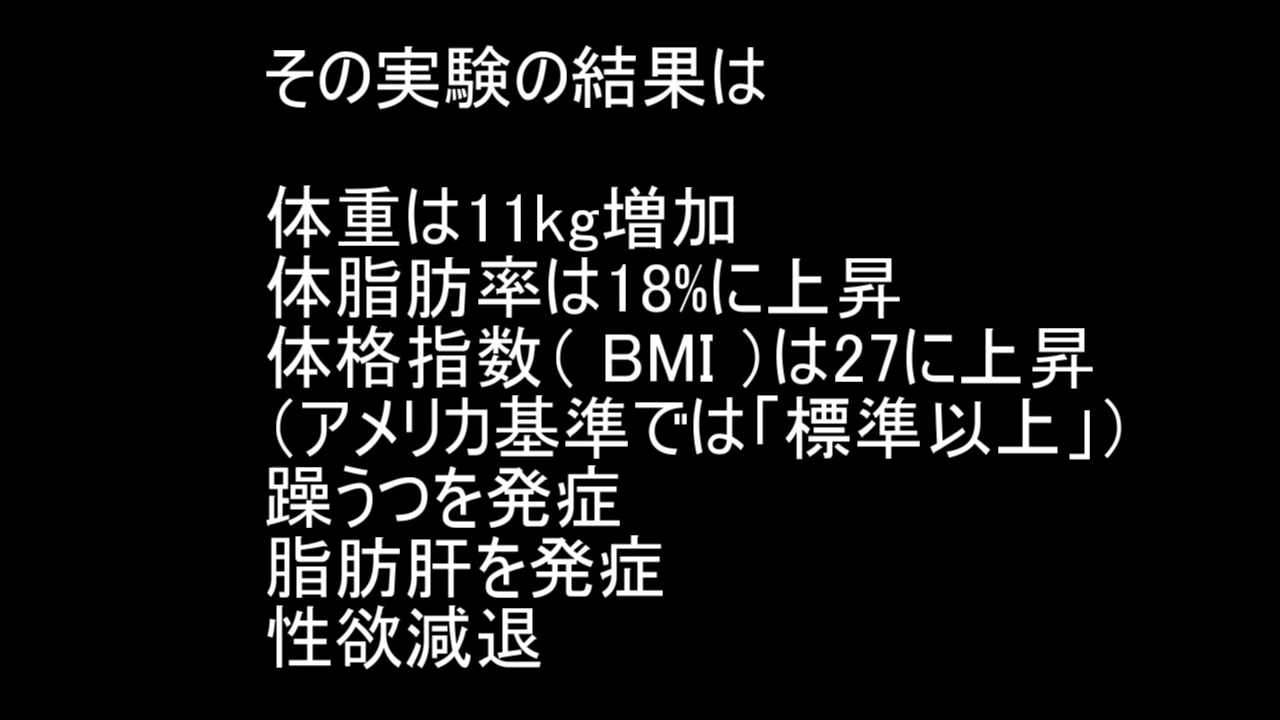 その実験の結果は
体重は11kg増加
体脂肪率は18%に上昇
体格指数( BMI )は27に上昇
(アメリカ基準では「標準以上」)
躁うつを発症
脂肪肝を発症
性欲減退